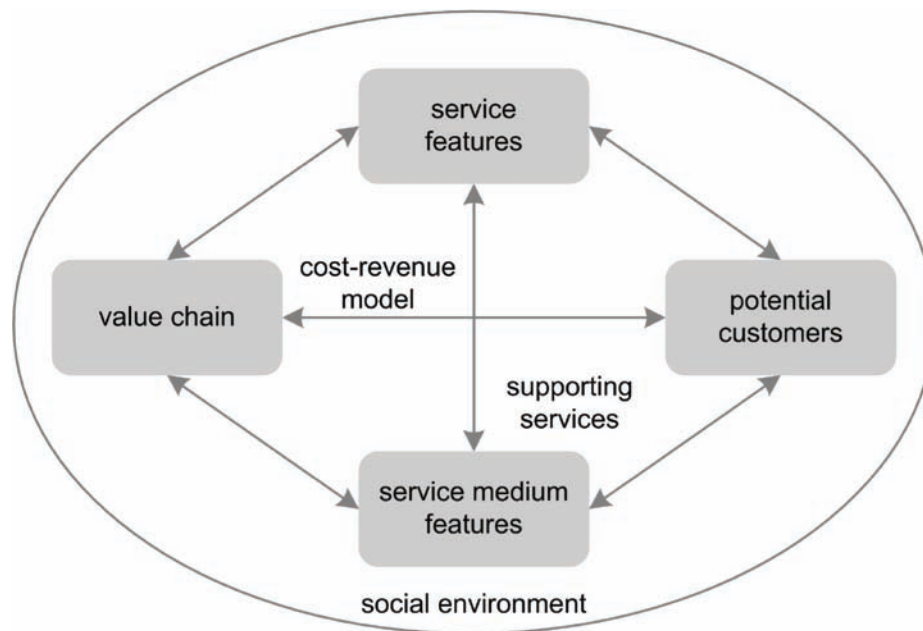 service
features
cost-revenue
model
value chain
potential
customers
supporting
services
service medium
features
social environment